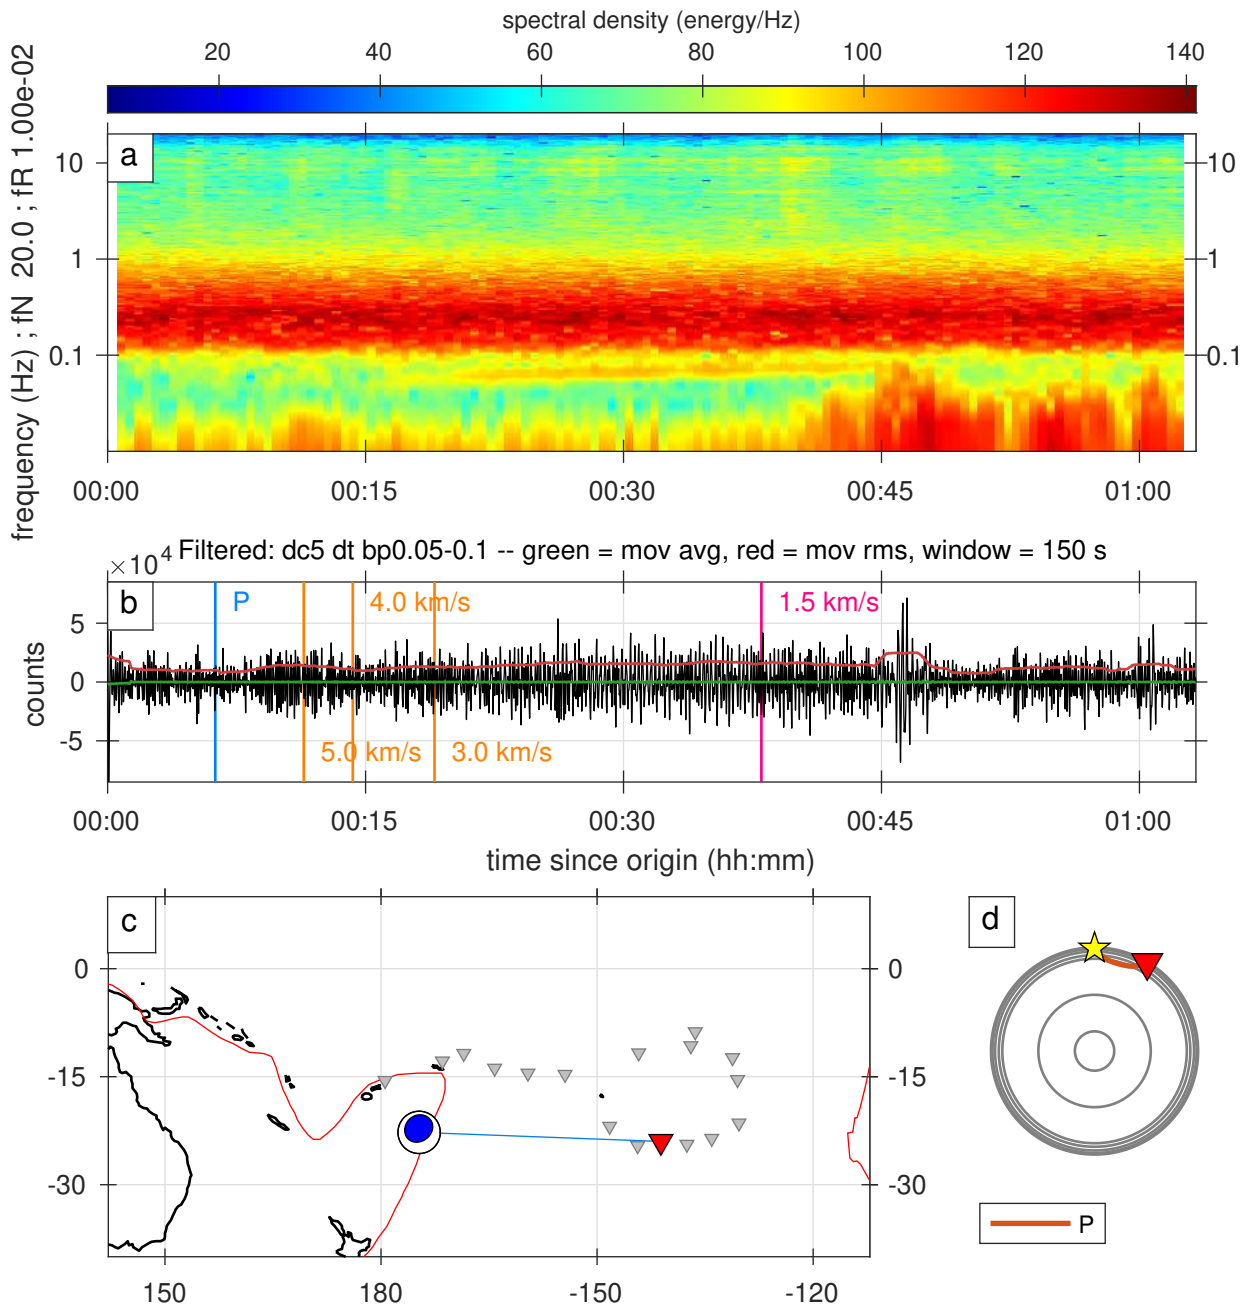 spectral density (energy/Hz)
20 40 60 80 100 120 140
frequency (Hz) ; fN 20.0 ; fR 1.00e-02
a
10 10
1 1
0.1 0.1
00:00 00:15 00:30 00:45 01:00
×10^4 Filtered: dc5 dt bp0.05-0.1 -- green = mov avg, red = mov rms, window = 150 s
b
P 4.0 km/s 1.5 km/s
5.0 km/s 3.0 km/s
counts
5
0
-5
00:00 00:15 00:30 00:45 01:00
time since origin (hh:mm)
c
0 0
-15 -15
-30 -30
150 180 -150 -120
d
P